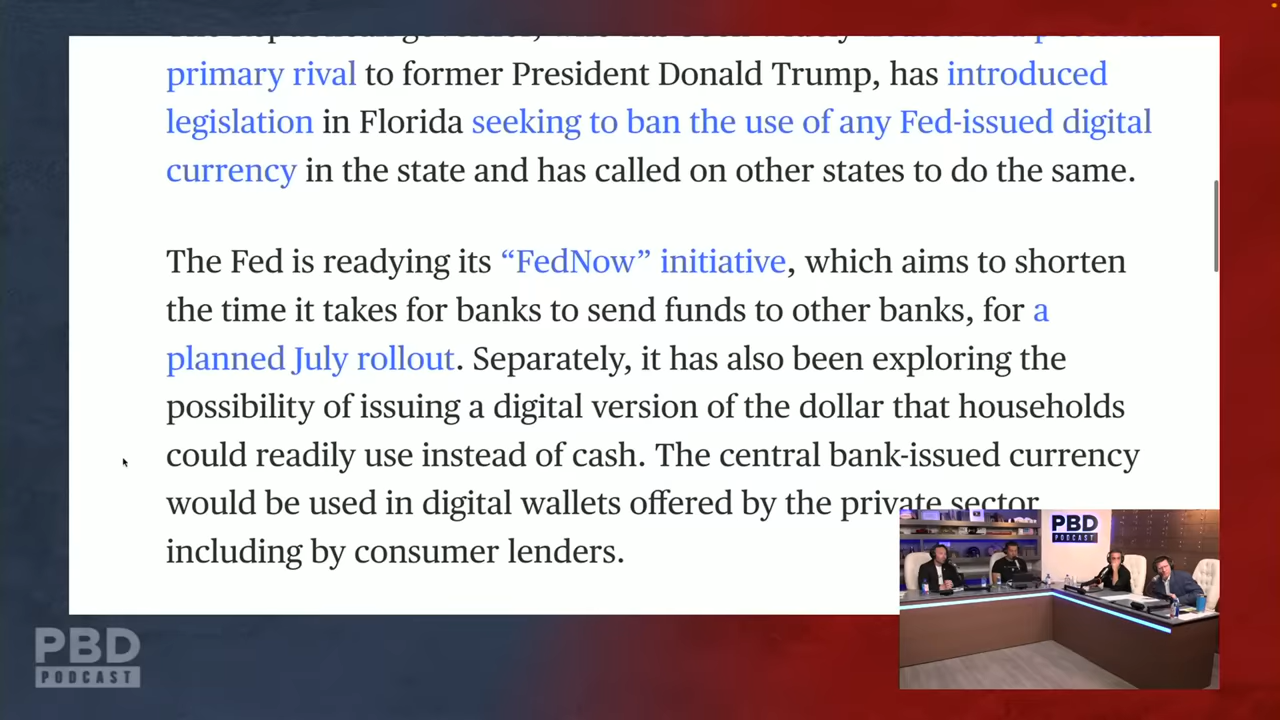 primary rival to former President Donald Trump, has introduced
legislation in Florida seeking to ban the use of any Fed-issued digital
currency in the state and has called on other states to do the same.
The Fed is readying its “FedNow” initiative, which aims to shorten
the time it takes for banks to send funds to other banks, for a
planned July rollout. Separately, it has also been exploring the
possibility of issuing a digital version of the dollar that households
could readily use instead of cash. The central bank-issued currency
would be used in digital wallets offered by the private sector
including by consumer lenders.
PBD
PODCAST
PBD
PODCAST